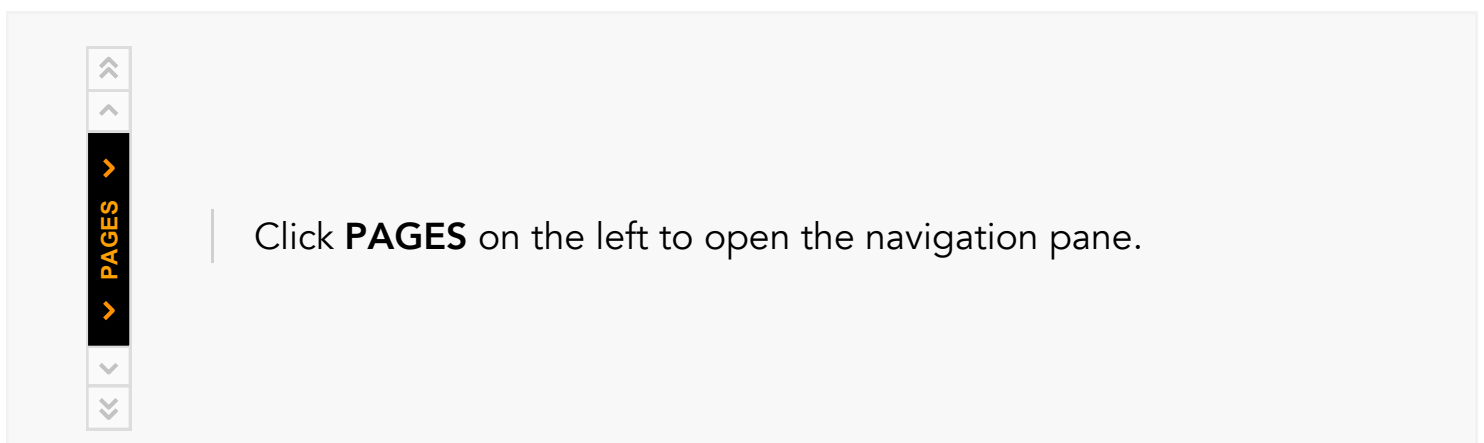 PAGES
Click PAGES on the left to open the navigation pane.